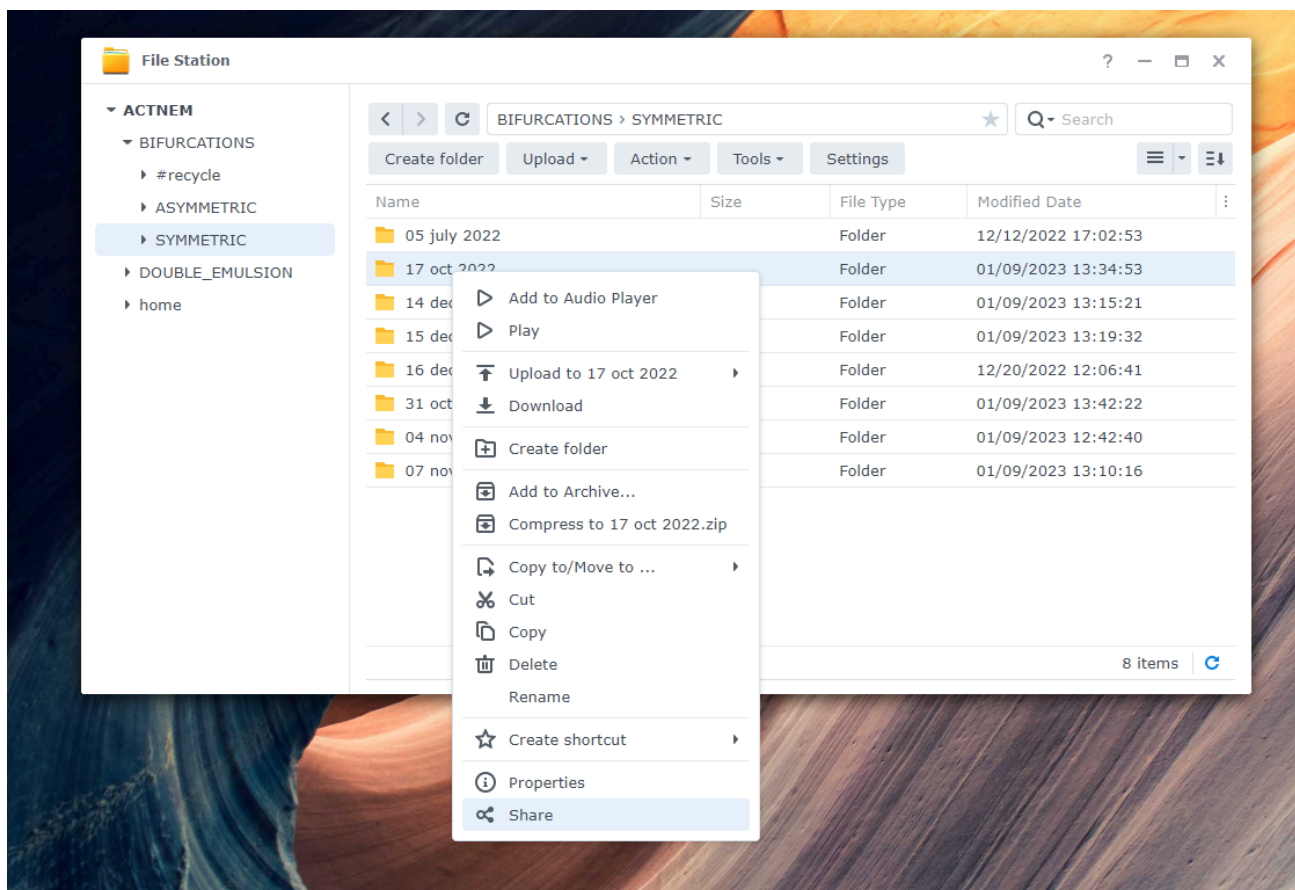 File Station
?
ACTNEM
BIFURCATIONS
#recycle
ASYMMETRIC
SYMMETRIC
DOUBLE_EMULSION
home
BIFURCATIONS > SYMMETRIC
Search
Create folder Upload Action Tools Settings
Name Size File Type Modified Date
05 july 2022 Folder 12/12/2022 17:02:53
17 oct 2022 Folder 01/09/2023 13:34:53
14 dec Folder 01/09/2023 13:15:21
15 dec Folder 01/09/2023 13:19:32
16 dec Folder 12/20/2022 12:06:41
31 oct Folder 01/09/2023 13:42:22
04 nov Folder 01/09/2023 12:42:40
07 nov Folder 01/09/2023 13:10:16
Add to Audio Player
Play
Upload to 17 oct 2022
Download
Create folder
Add to Archive...
Compress to 17 oct 2022.zip
Copy to/Move to ...
Cut
Copy
Delete
Rename
Create shortcut
Properties
Share
8 items